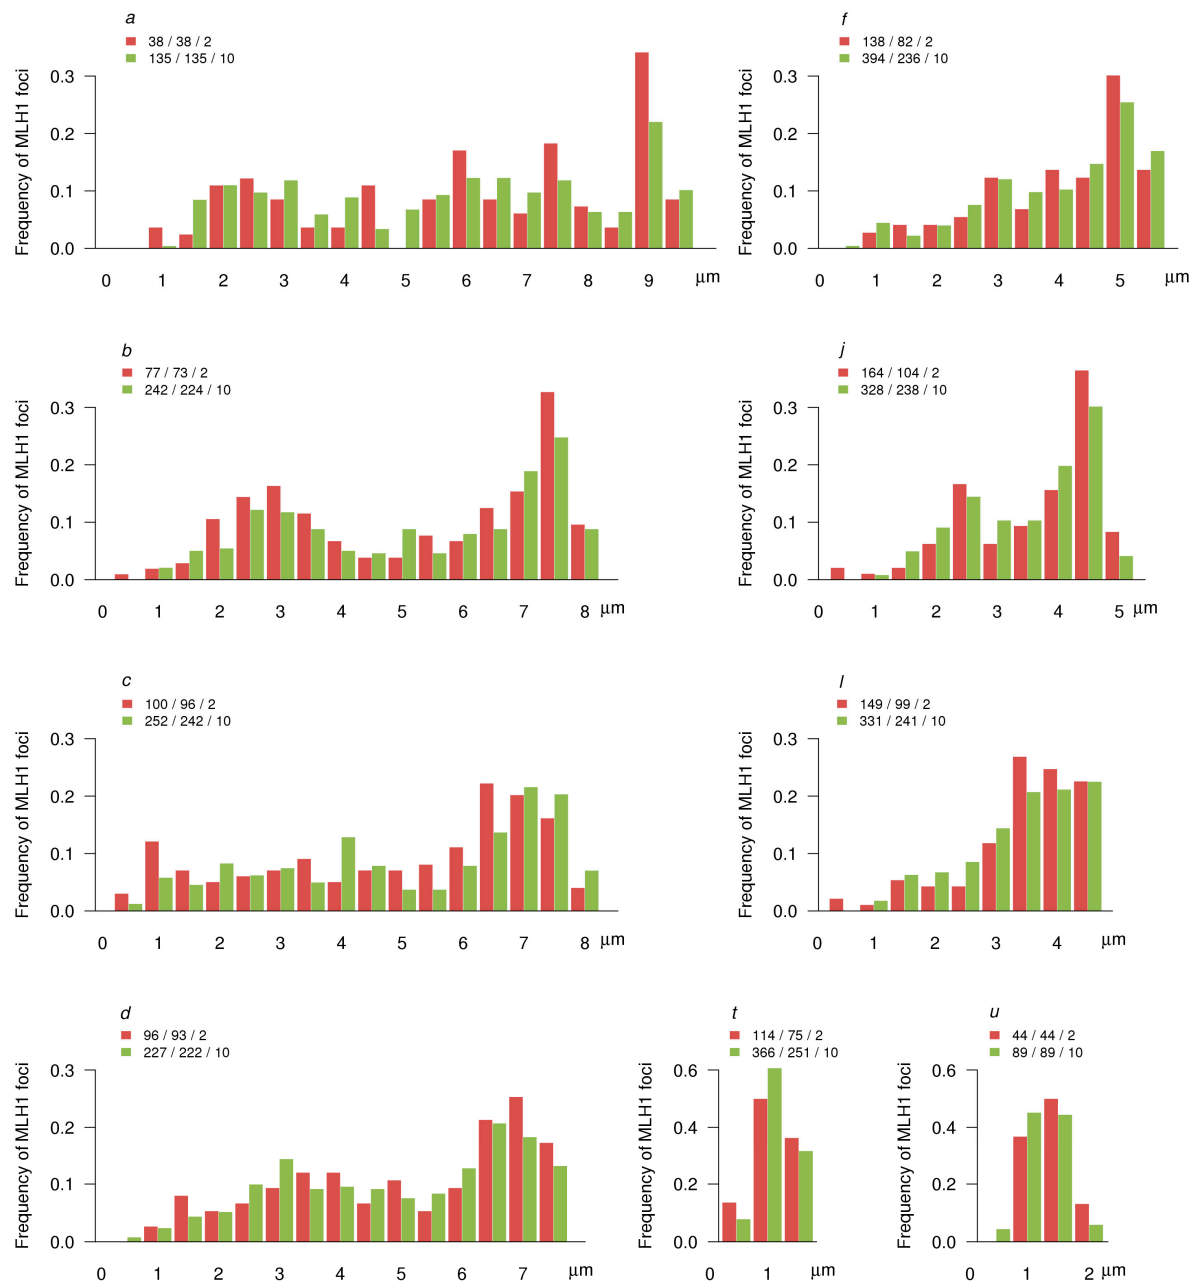 a
38 / 38 / 2
135 / 135 / 10
Frequency of MLH1 foci
0.3
0.2
0.1
0.0
0 1 2 3 4 5 6 7 8 9 μm
f
138 / 82 / 2
394 / 236 / 10
Frequency of MLH1 foci
0.3
0.2
0.1
0.0
0 1 2 3 4 5 μm
b
77 / 73 / 2
242 / 224 / 10
Frequency of MLH1 foci
0.3
0.2
0.1
0.0
0 1 2 3 4 5 6 7 8 μm
j
164 / 104 / 2
328 / 238 / 10
Frequency of MLH1 foci
0.3
0.2
0.1
0.0
0 1 2 3 4 5 μm
c
100 / 96 / 2
252 / 242 / 10
Frequency of MLH1 foci
0.3
0.2
0.1
0.0
0 1 2 3 4 5 6 7 8 μm
l
149 / 99 / 2
331 / 241 / 10
Frequency of MLH1 foci
0.3
0.2
0.1
0.0
0 1 2 3 4 μm
d
96 / 93 / 2
227 / 222 / 10
Frequency of MLH1 foci
0.3
0.2
0.1
0.0
0 1 2 3 4 5 6 7 μm
t
114 / 75 / 2
366 / 251 / 10
Frequency of MLH1 foci
0.6
0.4
0.2
0.0
0 1 μm
u
44 / 44 / 2
89 / 89 / 10
Frequency of MLH1 foci
0.6
0.4
0.2
0.0
0 1 2 μm